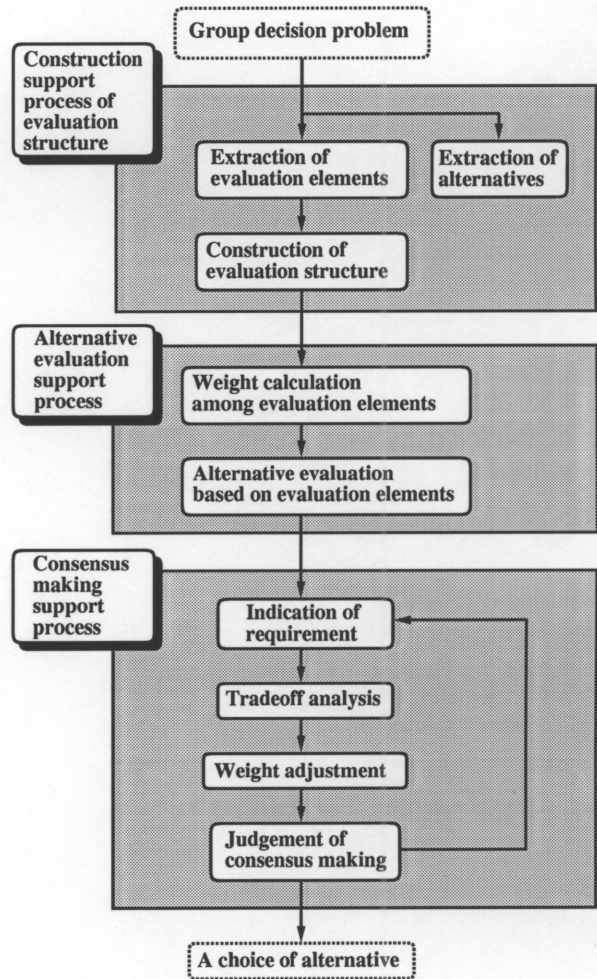 Group decision problem
Construction
support
process of
evaluation
structure
Extraction of
evaluation elements
Extraction of
alternatives
Construction of
evaluation structure
Alternative
evaluation
support
process
Weight calculation
among evaluation elements
Alternative evaluation
based on evaluation elements
Consensus
making
support
process
Indication of
requirement
Tradeoff analysis
Weight adjustment
Judgement of
consensus making
A choice of alternative